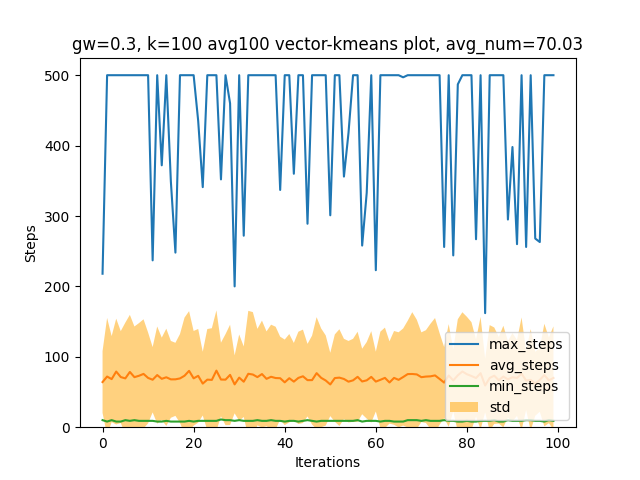 gw=0.3, k=100 avg100 vector-kmeans plot, avg_num=70.03
500
400
300
200
100
0
Steps
max_steps
avg_steps
min_steps
std
0
20
40
60
80
100
Iterations